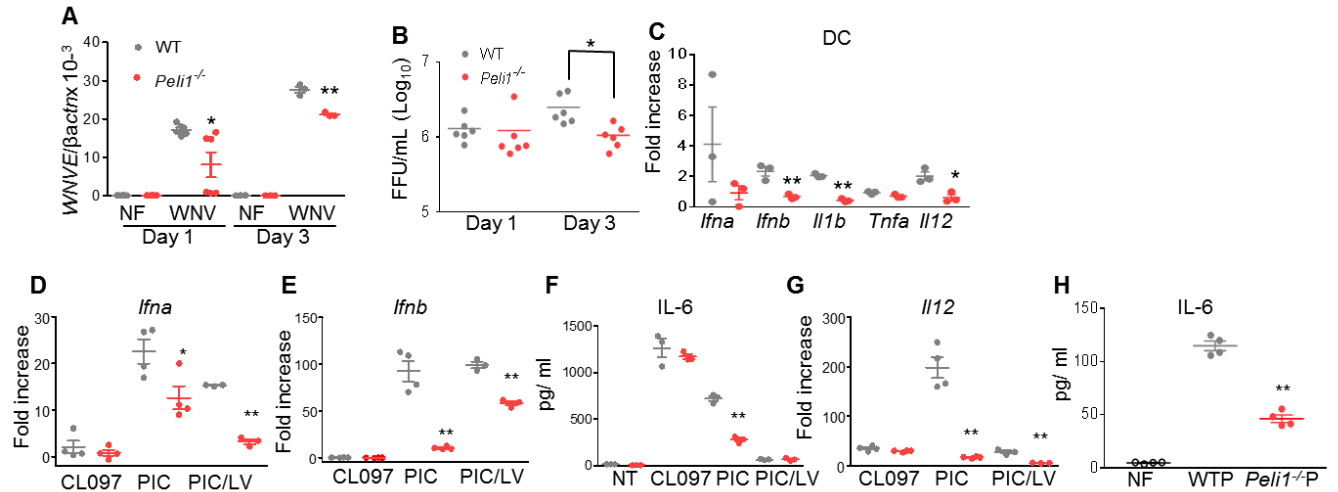 A
WNVE/βactnx 10-³
40
30
20
10
0
WT
Peli1-/-
*
**
NF WNV NF WNV
Day 1 Day 3
B
FFU/mL (Log10)
7
6
5
WT
Peli1-/-
*
Day 1 Day 3
C
DC
Fold increase
10
8
6
4
2
0
** ** *
Ifna Ifnb Il1b Tnfa Il12
D
Ifna
Fold increase
30
20
10
0
*
**
CL097 PIC PIC/LV
E
Ifnb
Fold increase
150
100
50
0
**
**
CL097 PIC PIC/LV
F
IL-6
pg/ ml
1500
1000
500
0
**
NT CL097 PIC PIC/LV
G
Il12
Fold increase
300
200
100
0
** **
CL097 PIC PIC/LV
H
IL-6
pg/ ml
150
100
50
0
**
NF WTP Peli1-/-P